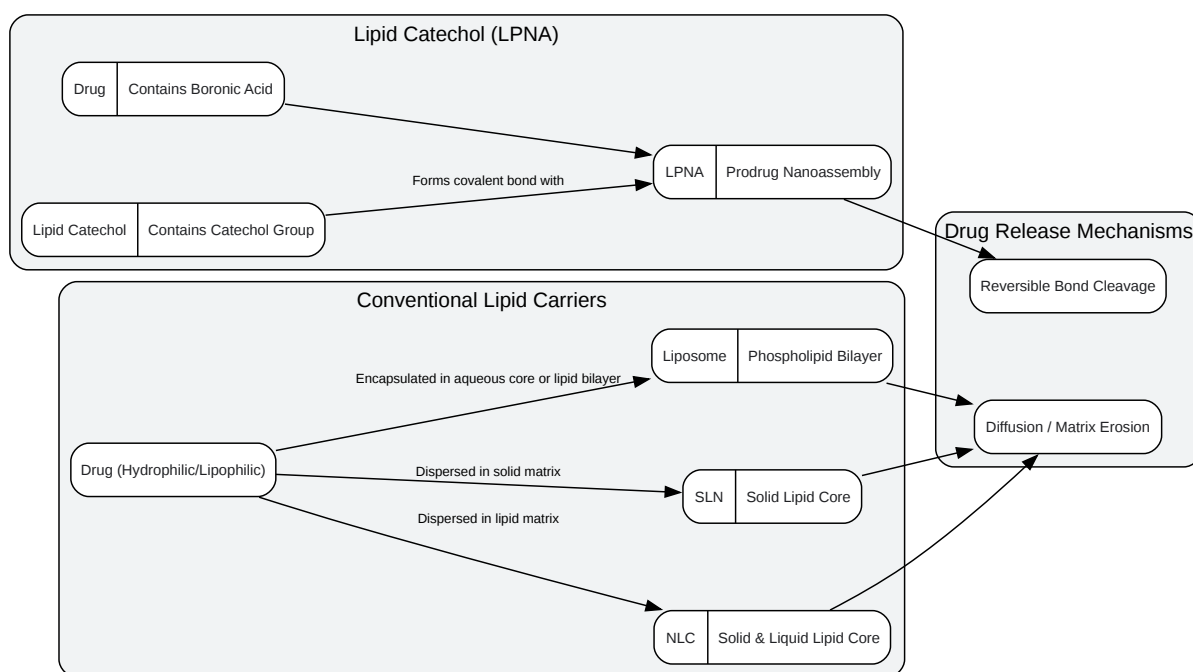 Lipid Catechol (LPNA)
Drug
Contains Boronic Acid
LPNA
Prodrug Nanoassembly
Forms covalent bond with
Lipid Catechol
Contains Catechol Group
Drug Release Mechanisms
Reversible Bond Cleavage
Diffusion / Matrix Erosion
Conventional Lipid Carriers
Liposome
Phospholipid Bilayer
Encapsulated in aqueous core or lipid bilayer
Drug (Hydrophilic/Lipophilic)
Dispersed in solid matrix
SLN
Solid Lipid Core
Dispersed in lipid matrix
NLC
Solid & Liquid Lipid Core